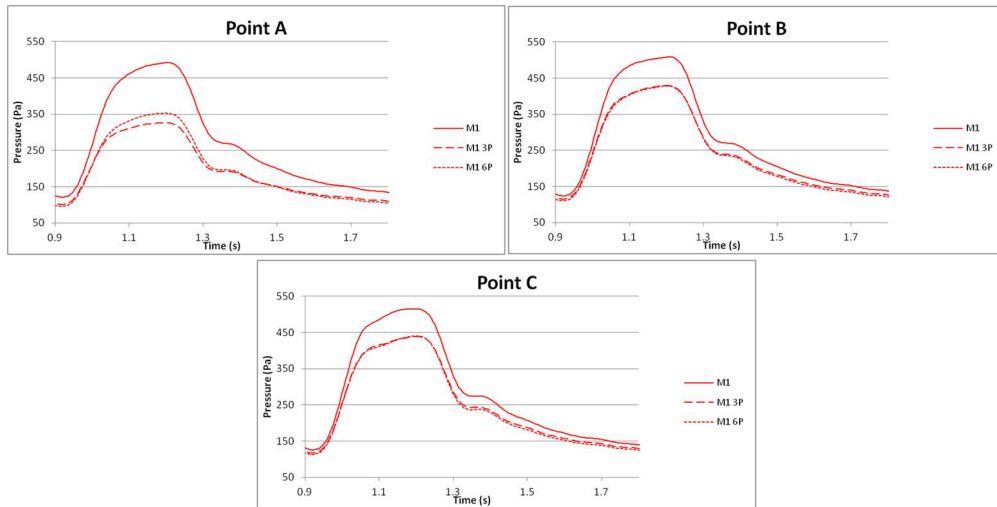 Point A
550
450
350
250
150
50
Pressure (Pa)
0.9 1.1 1.3 1.5 1.7
Time (s)
M1
M1 3P
M1 6P
Point B
550
450
350
250
150
50
Pressure (Pa)
0.9 1.1 1.3 1.5 1.7
Time (s)
M1
M1 3P
M1 6P
Point C
550
450
350
250
150
50
Pressure (Pa)
0.9 1.1 1.3 1.5 1.7
Time (s)
M1
M1 3P
M1 6P